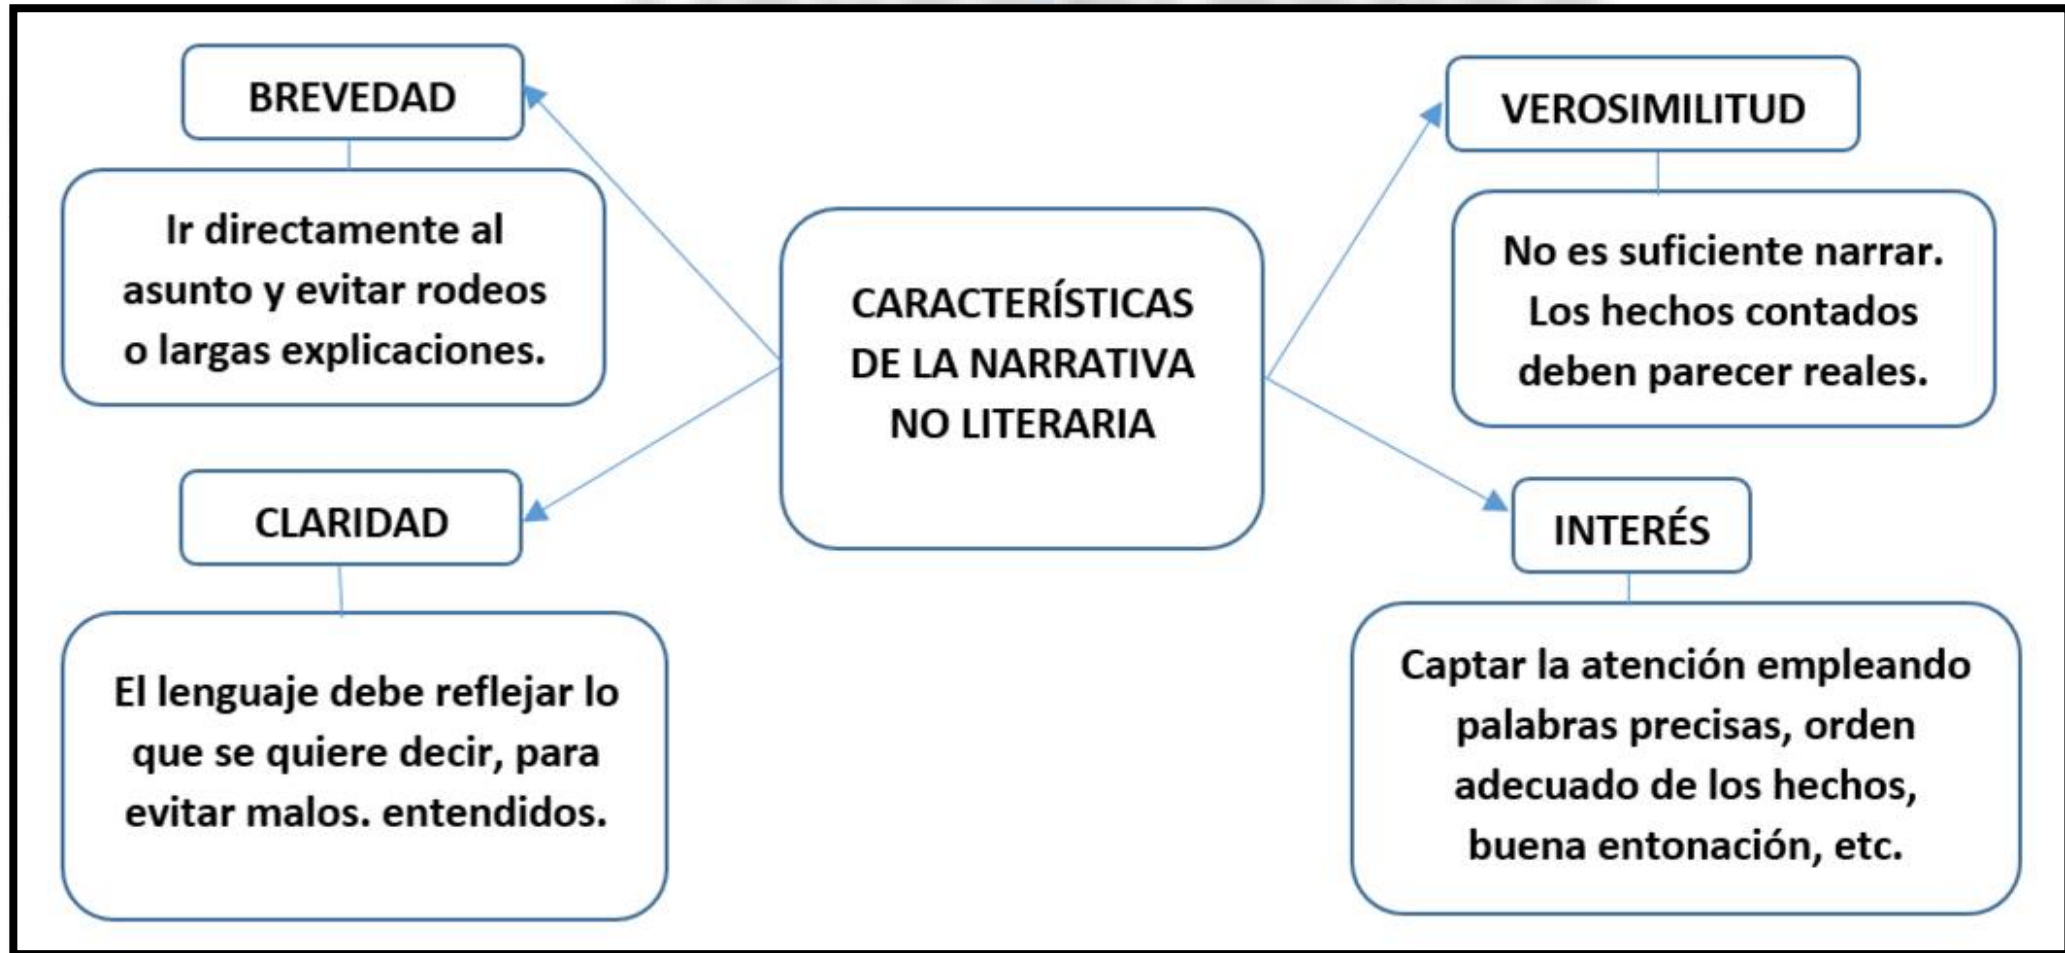 BREVEDAD
Ir directamente al
asunto y evitar rodeos
o largas explicaciones.
CLARIDAD
El lenguaje debe reflejar lo
que se quiere decir, para
evitar malos. entendidos.
CARACTERÍSTICAS
DE LA NARRATIVA
NO LITERARIA
VEROSIMILITUD
No es suficiente narrar.
Los hechos contados
deben parecer reales.
INTERÉS
Captar la atención empleando
palabras precisas, orden
adecuado de los hechos,
buena entonación, etc.